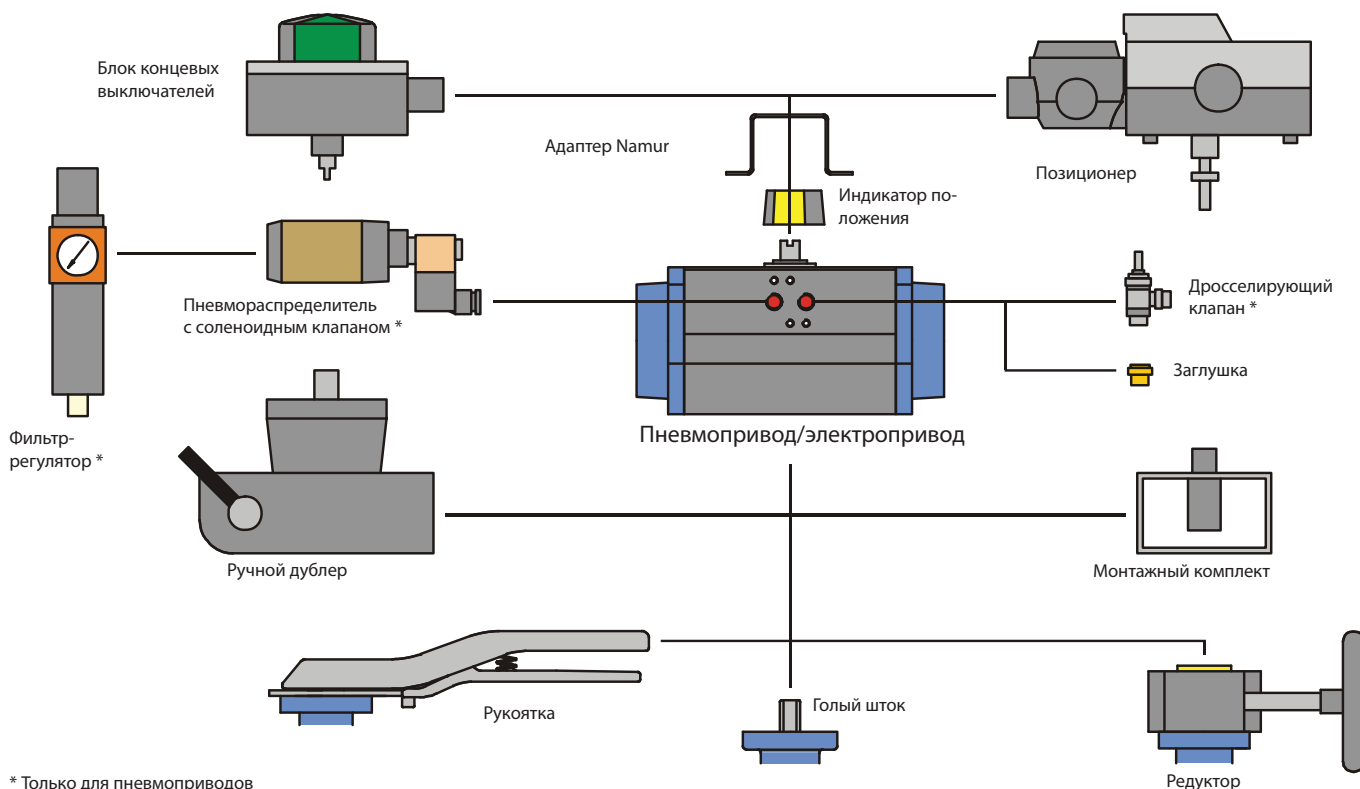 Блок концевых
выключателей
Адаптер Namur
Позиционер
Индикатор по-
ложения
Пневмораспределитель
с соленоидным клапаном *
Дросселирующий
клапан *
Заглушка
Фильтр-
регулятор *
Пневмопривод/электропривод
Ручной дублер
Монтажный комплект
Рукоятка
Голый шток
Редуктор
* Только для пневмоприводов